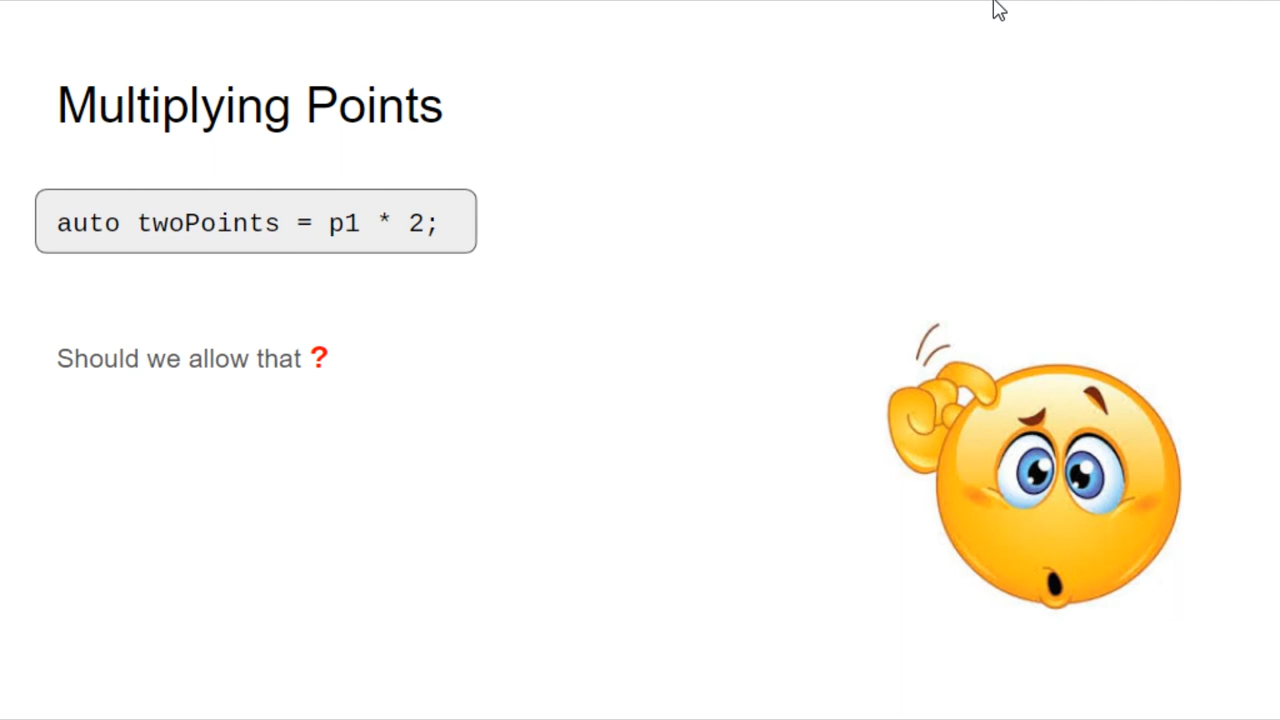 Multiplying Points
auto twoPoints = p1 * 2;
Should we allow that ?